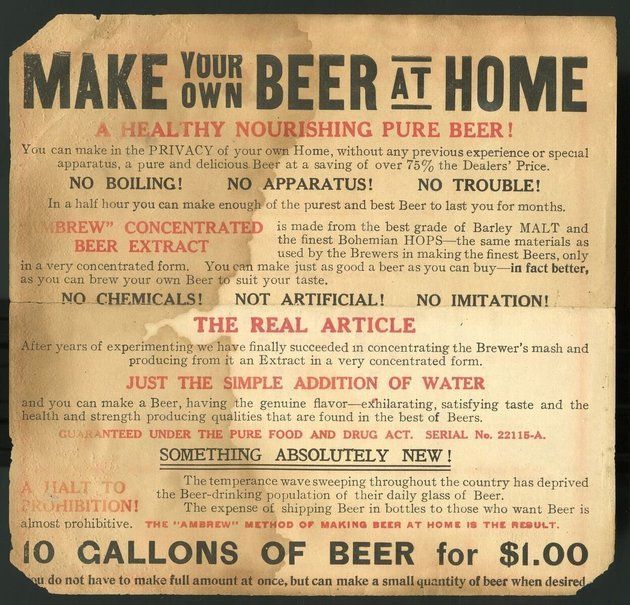 MAKE YOUR OWN BEER AT HOME
A HEALTHY NOURISHING PURE BEER!
You can make in the PRIVACY of your own Home, without any previous experience or special
apparatus, a pure and delicious Beer at a saving of over 75% the Dealers' Price.
NO BOILING! NO APPARATUS! NO TROUBLE!
In a half hour you can make enough of the purest and best Beer to last you for months.
"AMBREW" CONCENTRATED
BEER EXTRACT
is made from the best grade of Barley MALT and
the finest Bohemian HOPS—the same materials as
used by the Brewers in making the finest Beers, only
in a very concentrated form. You can make just as good a beer as you can buy—in fact better,
as you can brew your own Beer to suit your taste.
NO CHEMICALS! NOT ARTIFICIAL! NO IMITATION!
THE REAL ARTICLE
After years of experimenting we have finally succeeded in concentrating the Brewer's mash and
producing from it an Extract in a very concentrated form.
JUST THE SIMPLE ADDITION OF WATER
and you can make a Beer, having the genuine flavor—exhilarating, satisfying taste and the
health and strength producing qualities that are found in the best of Beers.
GUARANTEED UNDER THE PURE FOOD AND DRUG ACT. SERIAL No. 22115-A.
SOMETHING ABSOLUTELY NEW!
A HALT TO
PROHIBITION!
The temperance wave sweeping throughout the country has deprived
the Beer-drinking population of their daily glass of Beer.
The expense of shipping Beer in bottles to those who want Beer is
almost prohibitive. THE "AMBREW" METHOD OF MAKING BEER AT HOME IS THE RESULT.
10 GALLONS OF BEER for $1.00
you do not have to make full amount at once, but can make a small quantity of beer when desired